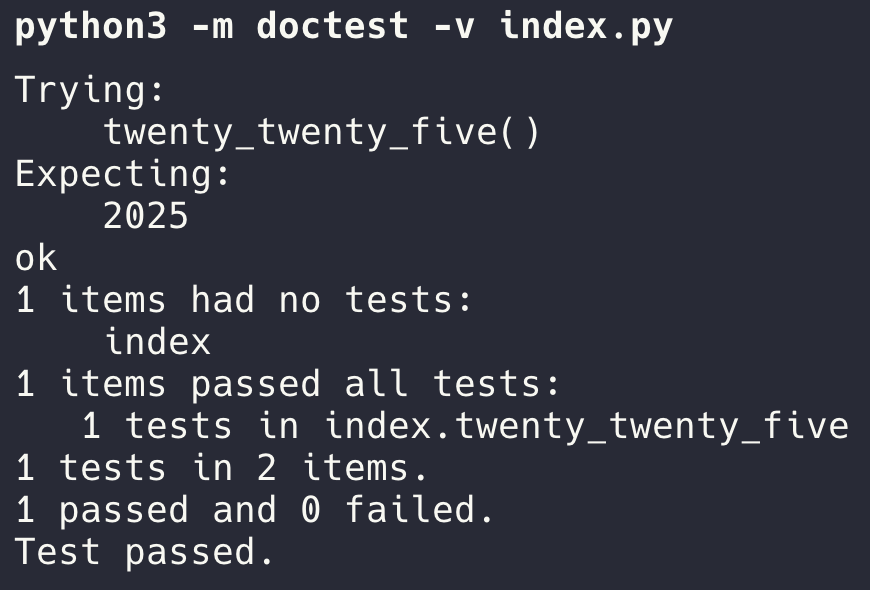 python3 -m doctest -v index.py
Trying:
    twenty_twenty_five()
Expecting:
    2025
ok
1 items had no tests:
    index
1 items passed all tests:
   1 tests in index.twenty_twenty_five
1 tests in 2 items.
1 passed and 0 failed.
Test passed.